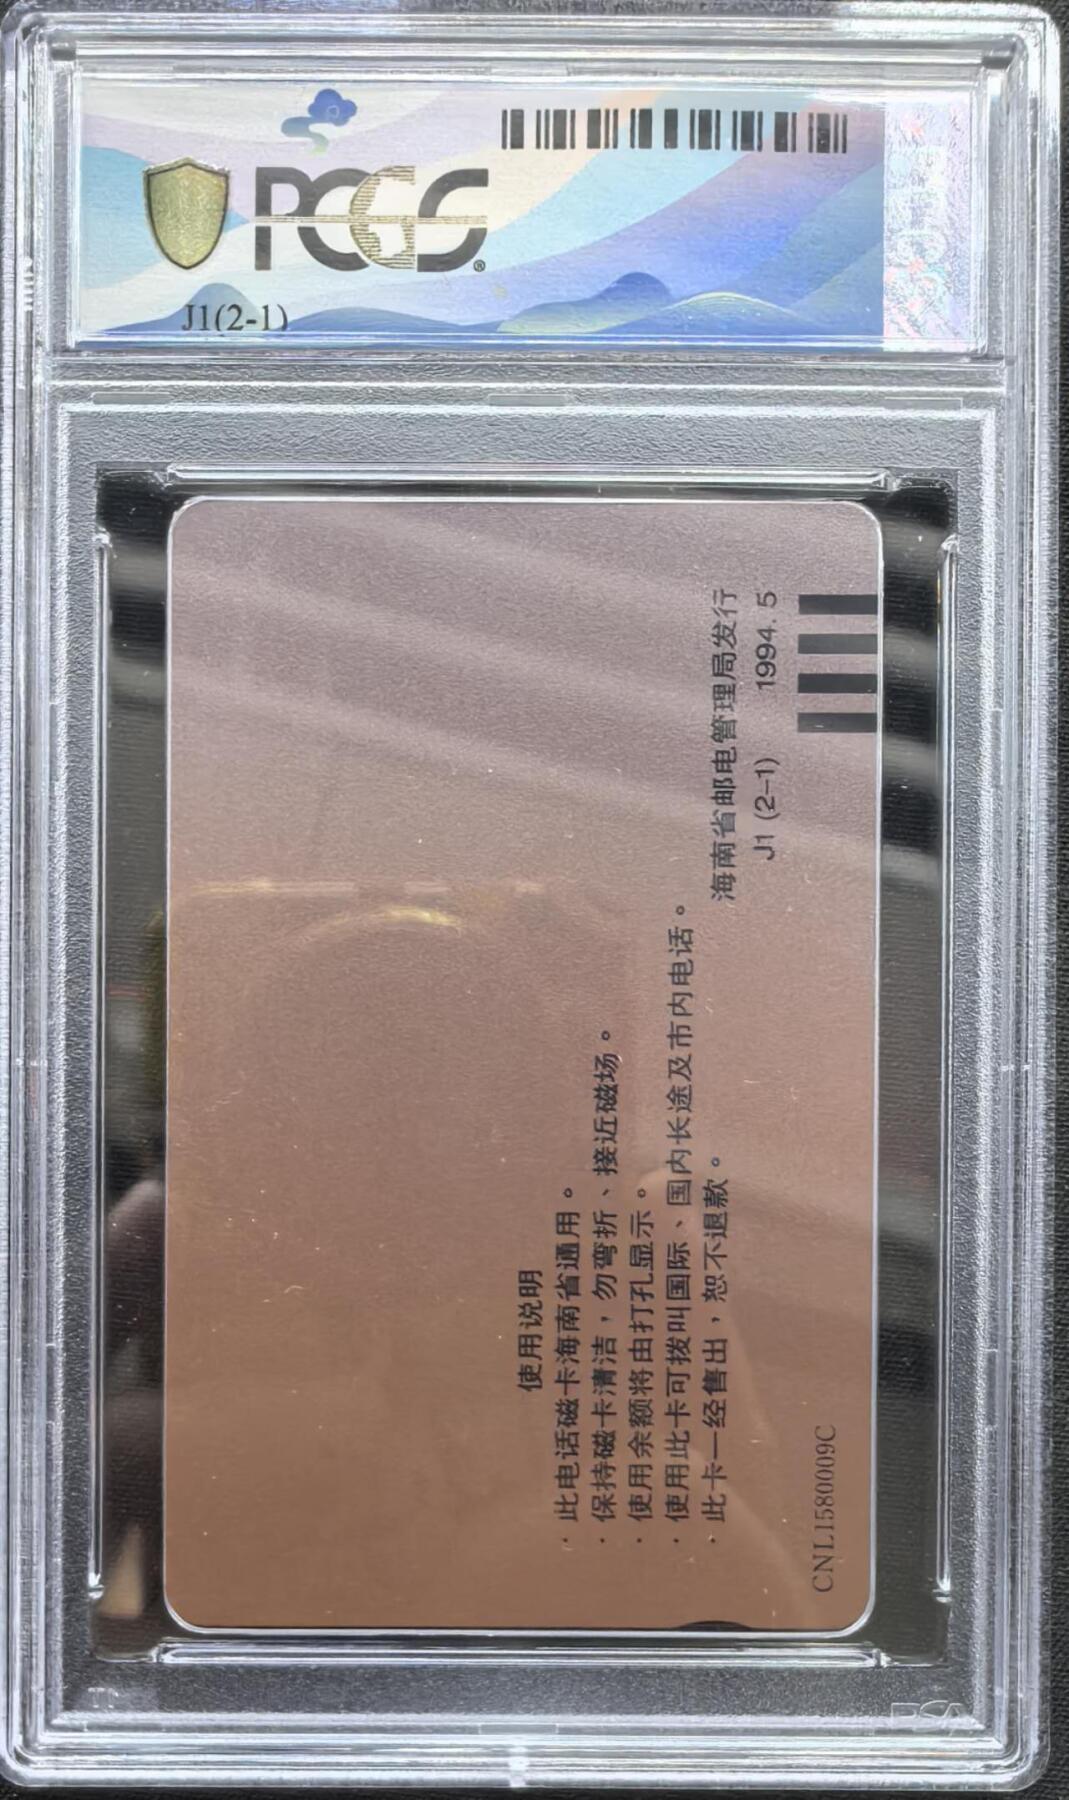 PCGS®
J1(2-1)
使用说明
· 此电话磁卡海南省通用。
· 保持磁卡清洁，勿弯折、接近磁场。
· 使用余额将由打孔显示。
· 使用此卡可拨叫国际、国内长途及市内电话。
· 此卡一经售出，恕不退款。
海南省邮电管理局发行
J1 (2-1) 1994. 5
CNL1580009C
PSA